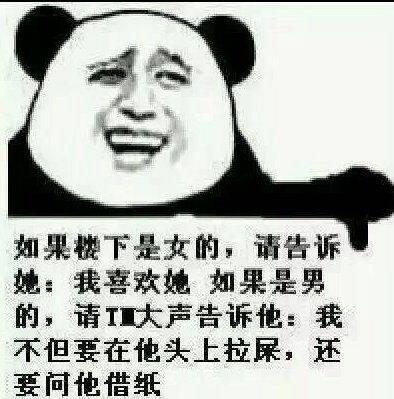 如果楼下是女的，请告诉
她：我喜欢她 如果是男
的，请TM大声告诉他：我
不但要在他头上拉屎，还
要问他借纸